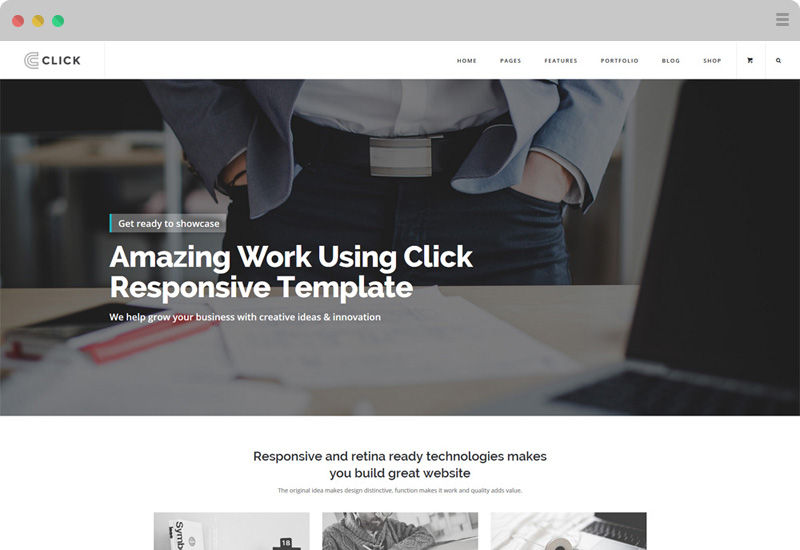 CLICK
HOME PAGES FEATURES PORTFOLIO BLOG SHOP
Get ready to showcase
Amazing Work Using Click
Responsive Template
We help grow your business with creative ideas & innovation
Responsive and retina ready technologies makes
you build great website
The original idea makes design distinctive, function makes it work and quality adds value.
Symb
18